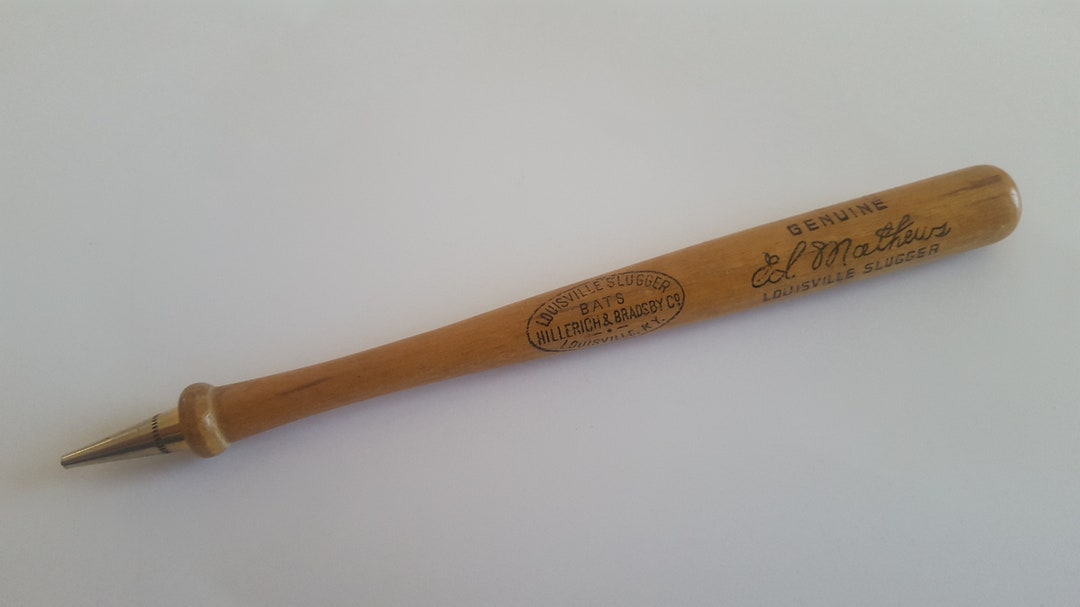 LOUISVILLE SLUGGER
BATS
HILLERICH & BRADSBY Cº
LOUISVILLE, KY.
GENUINE
Ed. Mathews
LOUISVILLE SLUGGER